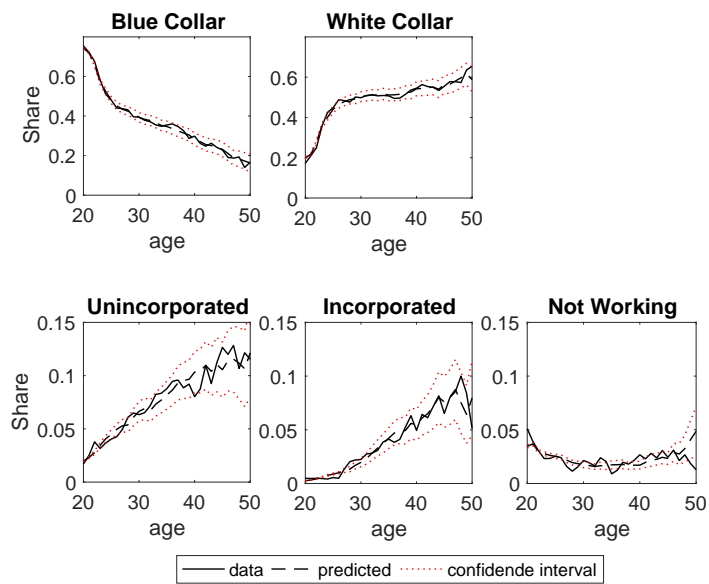 Blue Collar
White Collar
Share
0.6
0.4
0.2
0
20 30 40 50
age
0.6
0.4
0.2
0
20 30 40 50
age
Unincorporated
Incorporated
Not Working
Share
0.15
0.1
0.05
0
20 30 40 50
age
0.15
0.1
0.05
0
20 30 40 50
age
0.15
0.1
0.05
0
20 30 40 50
age
data predicted confidende interval